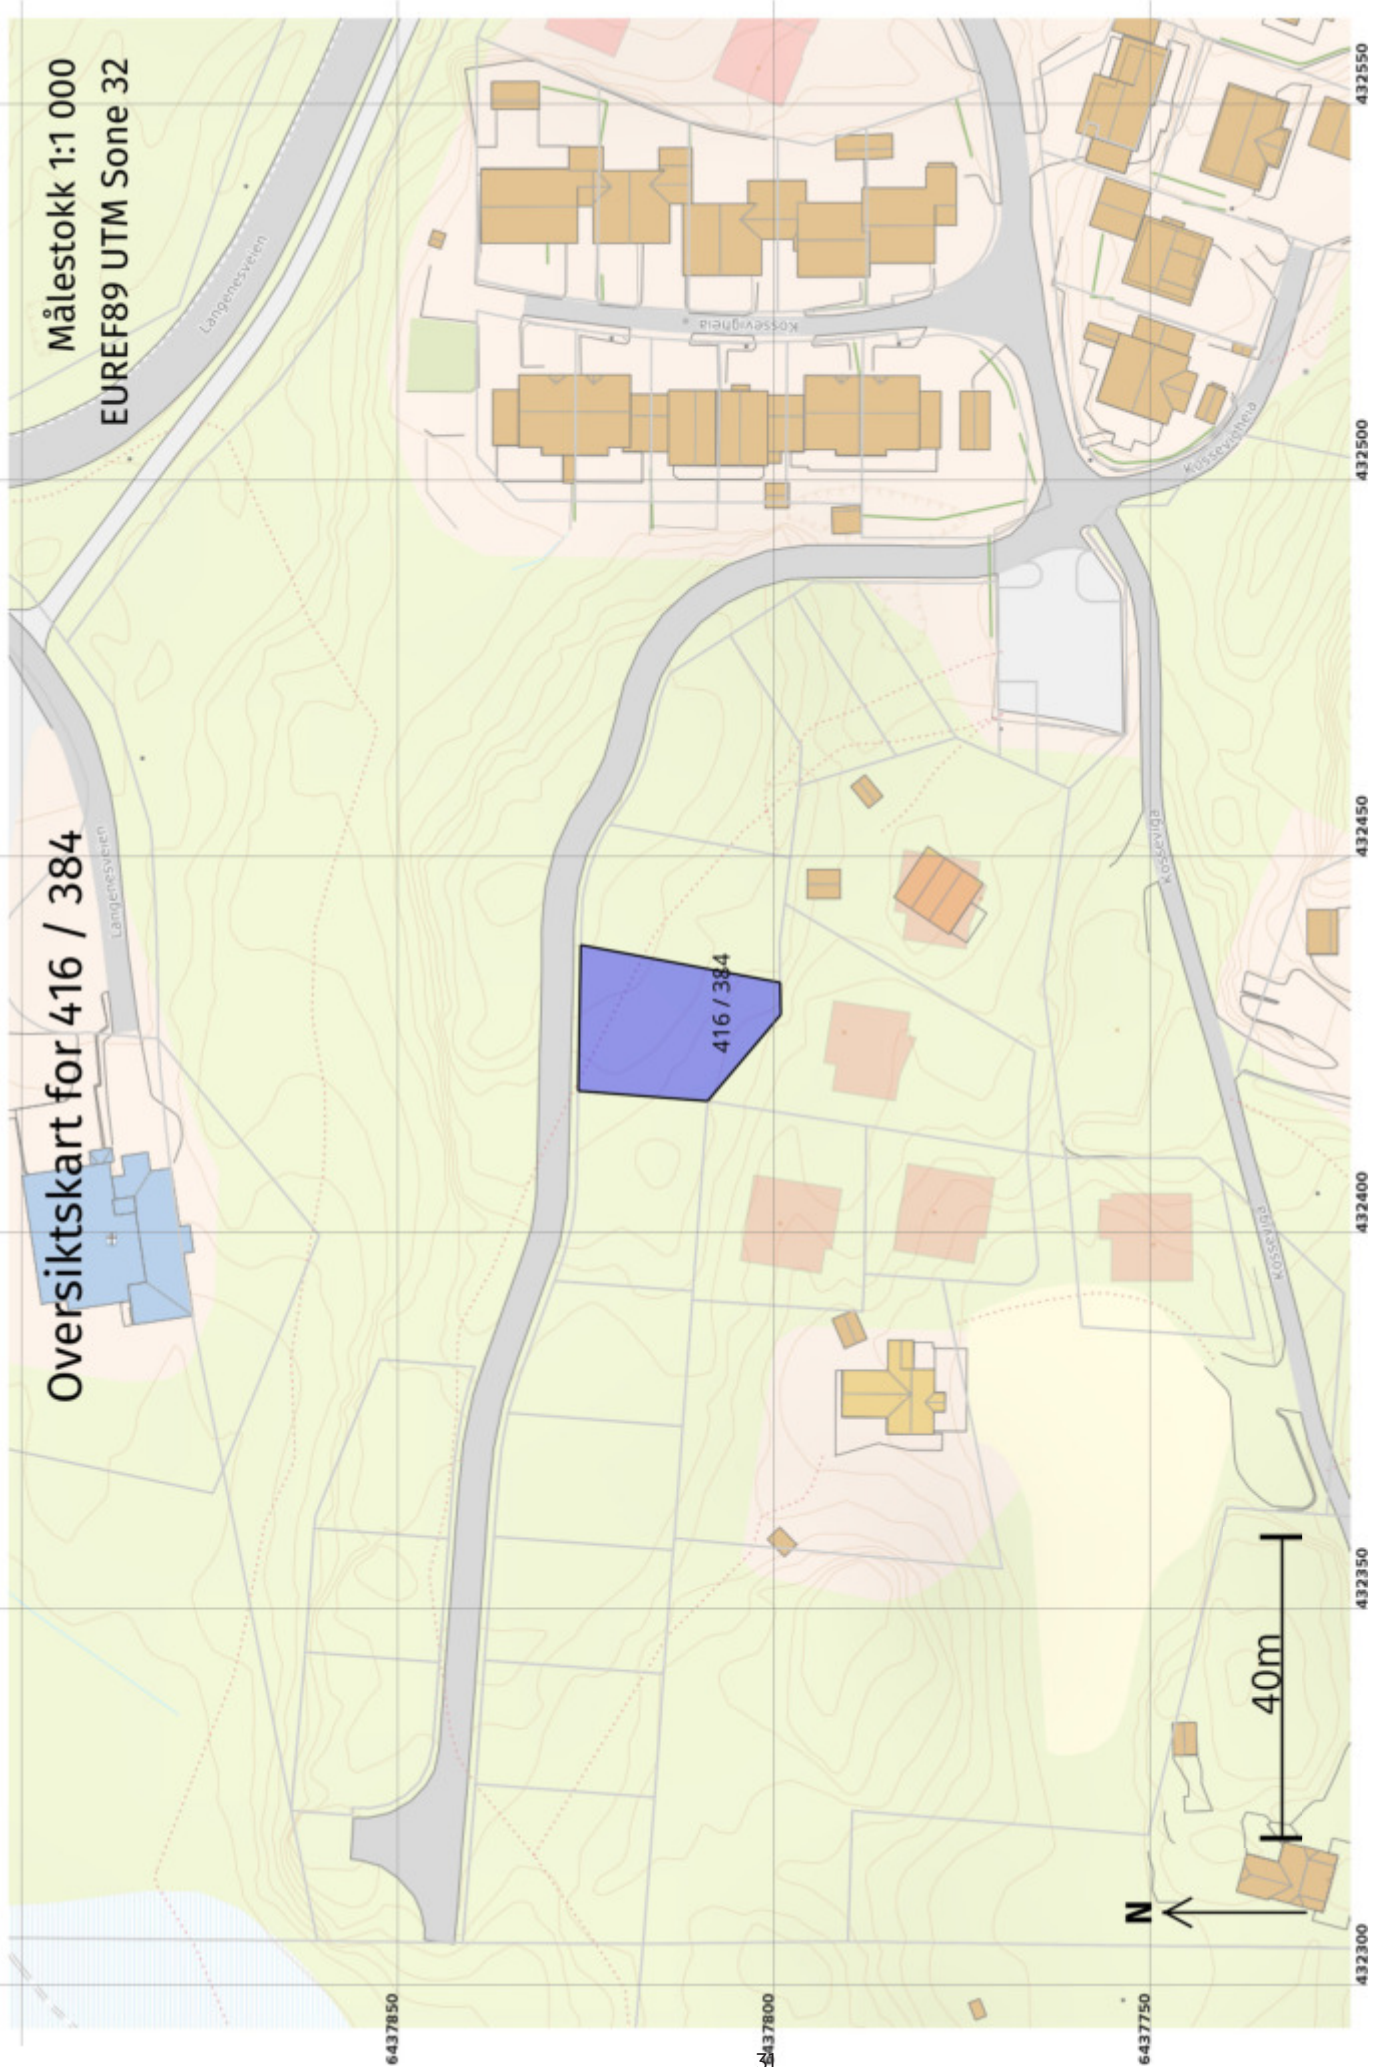 Oversiktskart for 416 / 384
Målestokk 1:1 000
EUREF89 UTM Sone 32
Langenesveien
Langenesveien
Kossevigheia
Kossevigheia
Kosseviga
Kosseviga
416 / 384
6437850
6437800
6437750
432300
432350
432400
432450
432500
432550
N
40m